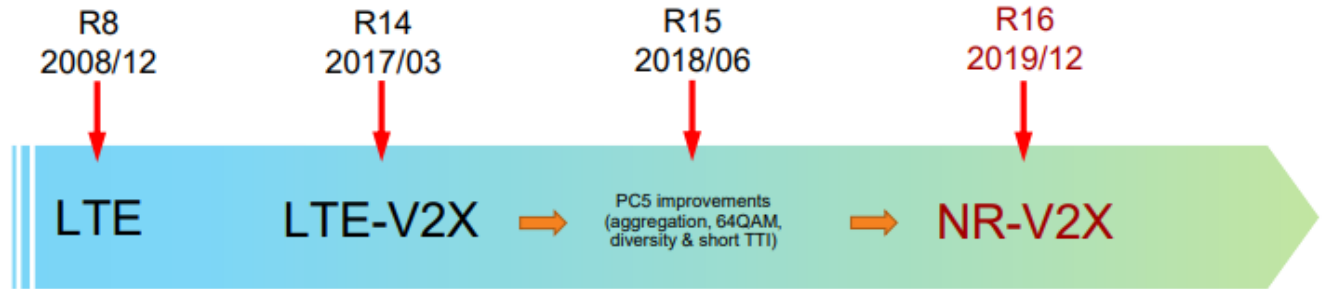 R8
2008/12
R14
2017/03
R15
2018/06
R16
2019/12
LTE
LTE-V2X
PC5 improvements
(aggregation, 64QAM,
diversity & short TTI)
NR-V2X